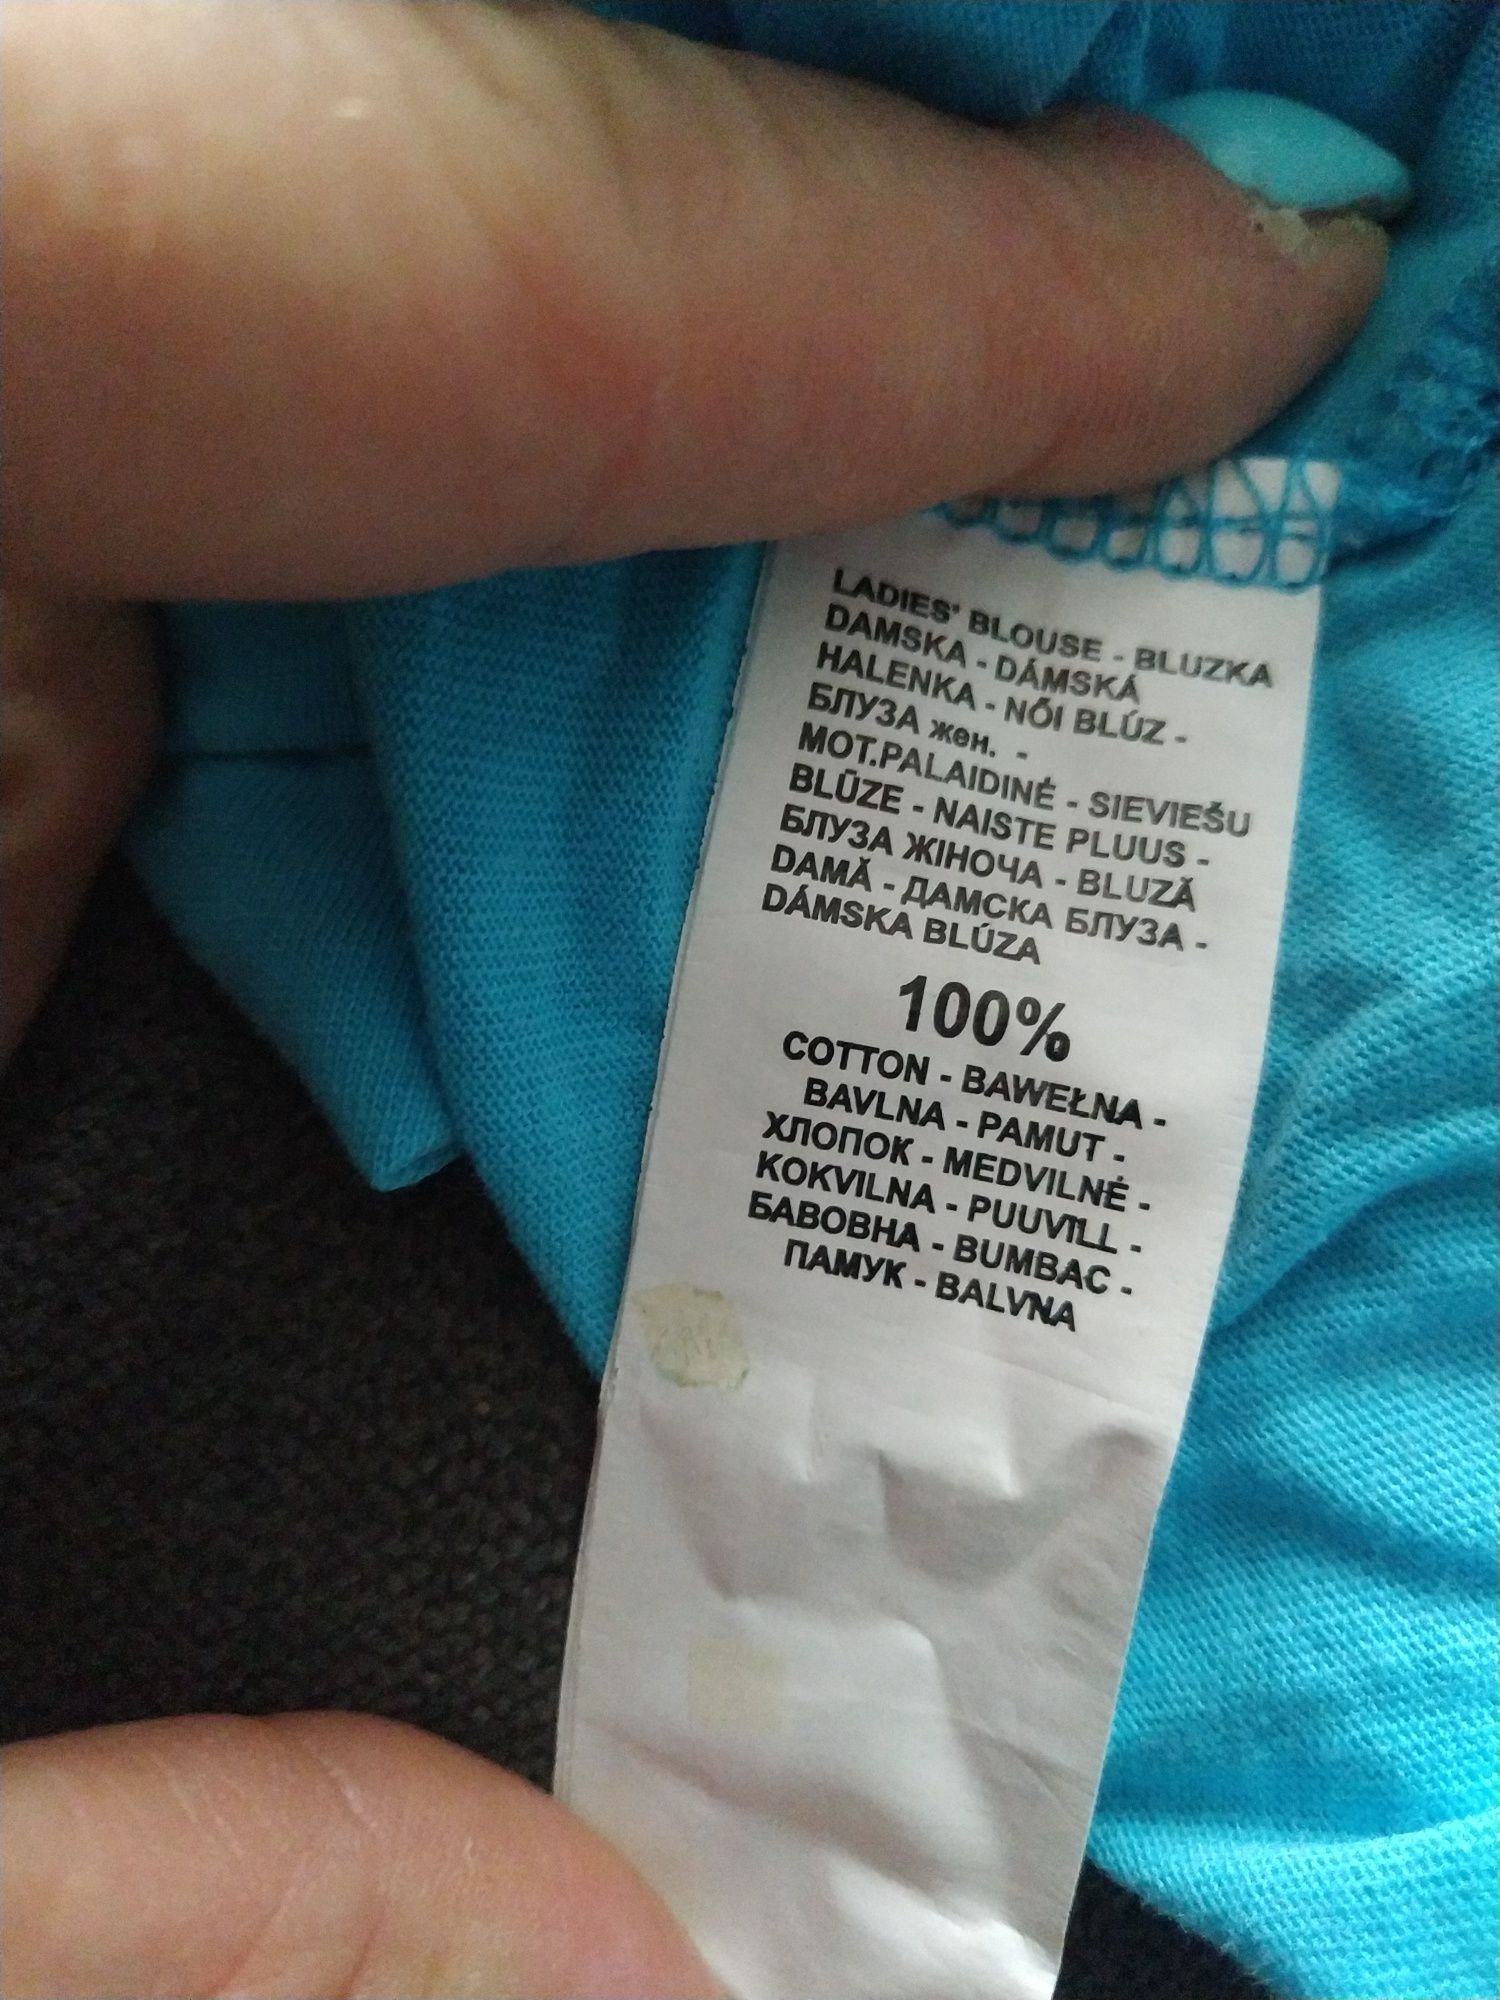 LADIES' BLOUSE - BLUZKA
DAMSKA - DÁMSKÁ
HALENKA - NŐI BLÚZ -
БЛУЗА жен. -
MOT.PALAIDINĖ - SIEVIEŠU
BLŪZE - NAISTE PLUUS -
БЛУЗА ЖІНОЧА - BLUZĂ
DAMĂ - ДАМСКА БЛУЗА -
DÁMSKA BLÚZA
100%
COTTON - BAWEŁNA -
BAVLNA - PAMUT -
ХЛОПОК - MEDVILNĖ -
KOKVILNA - PUUVILL -
БАВОВНА - BUMBAC -
ПАМУК - BALVNA